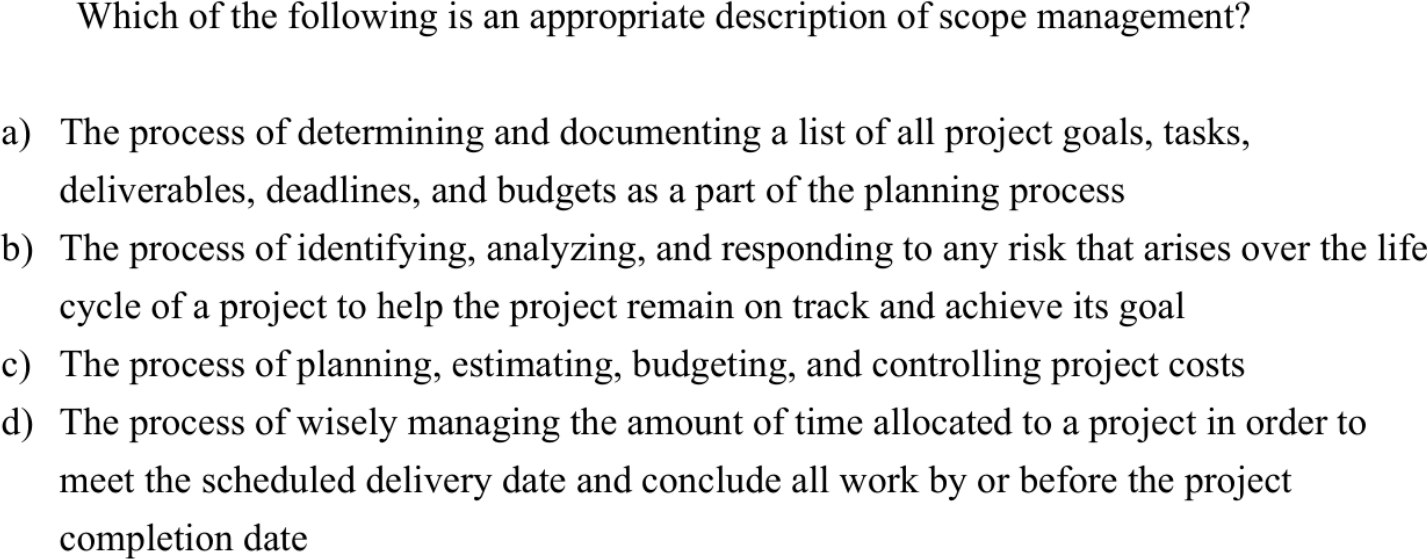 Which of the following is an appropriate description of scope management?
a) The process of determining and documenting a list of all project goals, tasks,
deliverables, deadlines, and budgets as a part of the planning process
b) The process of identifying, analyzing, and responding to any risk that arises over the life
cycle of a project to help the project remain on track and achieve its goal
c) The process of planning, estimating, budgeting, and controlling project costs
d) The process of wisely managing the amount of time allocated to a project in order to
meet the scheduled delivery date and conclude all work by or before the project
completion date